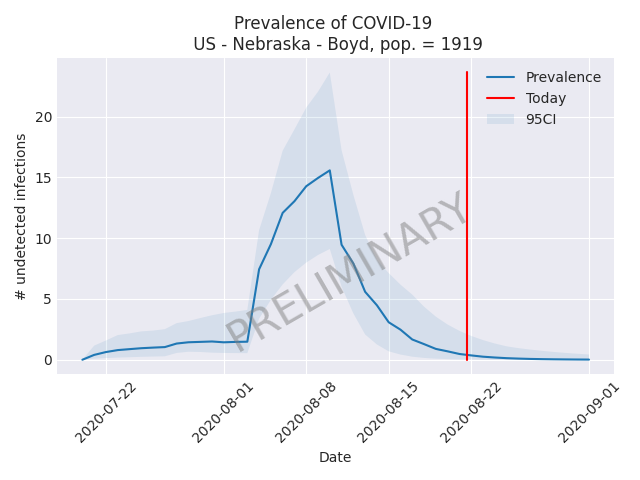 Prevalence of COVID-19
US - Nebraska - Boyd, pop. = 1919
Prevalence
Today
95CI
20
15
10
5
0
# undetected infections
PRELIMINARY
2020-07-22
2020-08-01
2020-08-08
2020-08-15
2020-08-22
2020-09-01
Date